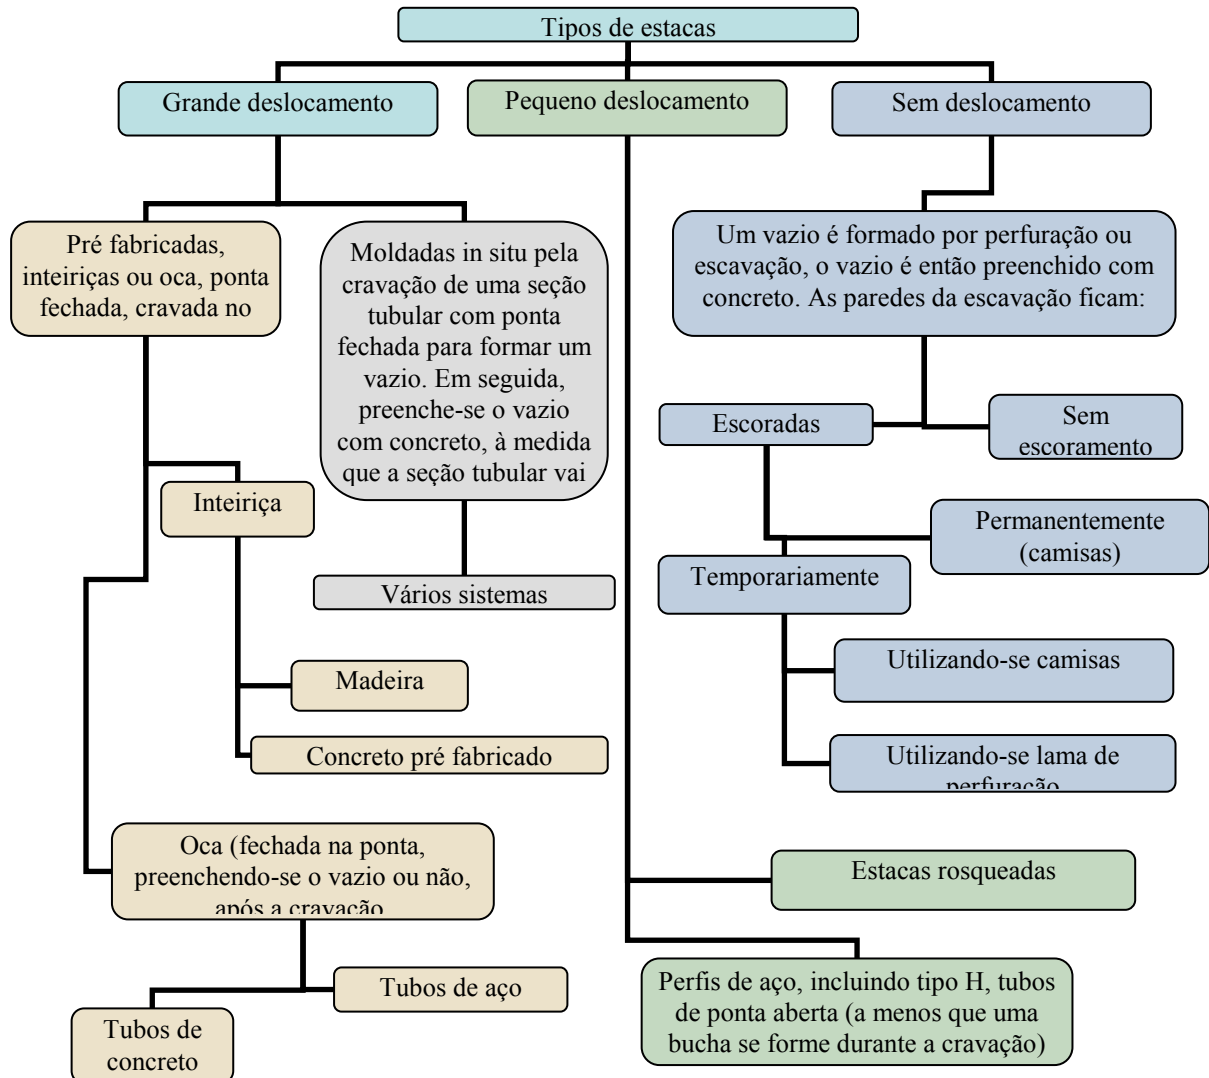 Tipos de estacas
Grande deslocamento
Pequeno deslocamento
Sem deslocamento
Pré fabricadas,
inteiriças ou oca, ponta
fechada, cravada no
Moldadas in situ pela
cravação de uma seção
tubular com ponta
fechada para formar um
vazio. Em seguida,
preenche-se o vazio
com concreto, à medida
que a seção tubular vai
Um vazio é formado por perfuração ou
escavação, o vazio é então preenchido com
concreto. As paredes da escavação ficam:
Escoradas
Sem
escoramento
Inteiriça
Permanentemente
(camisas)
Temporariamente
Vários sistemas
Utilizando-se camisas
Madeira
Concreto pré fabricado
Utilizando-se lama de
perfuração
Oca (fechada na ponta,
preenchendo-se o vazio ou não,
após a cravação
Estacas rosqueadas
Tubos de aço
Tubos de
concreto
Perfis de aço, incluindo tipo H, tubos
de ponta aberta (a menos que uma
bucha se forme durante a cravação)